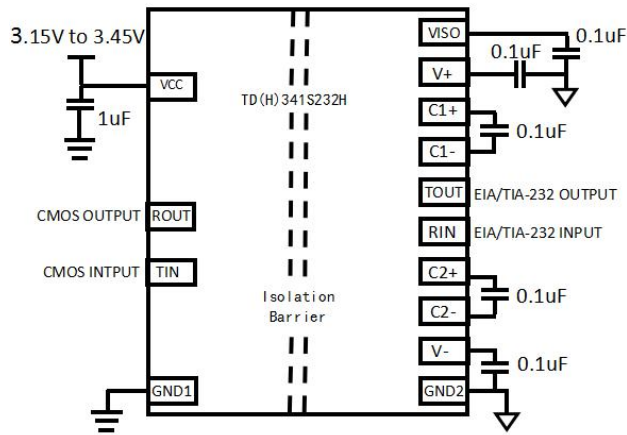 3.15V to 3.45V
VISO
0.1uF
0.1uF
V+
VCC
TD(H)341S232H
1uF
C1+
0.1uF
C1-
TOUT
EIA/TIA-232 OUTPUT
CMOS OUTPUT
ROUT
RIN
EIA/TIA-232 INPUT
CMOS INTPUT
TIN
C2+
Isolation
Barrier
0.1uF
C2-
V-
0.1uF
GND1
GND2